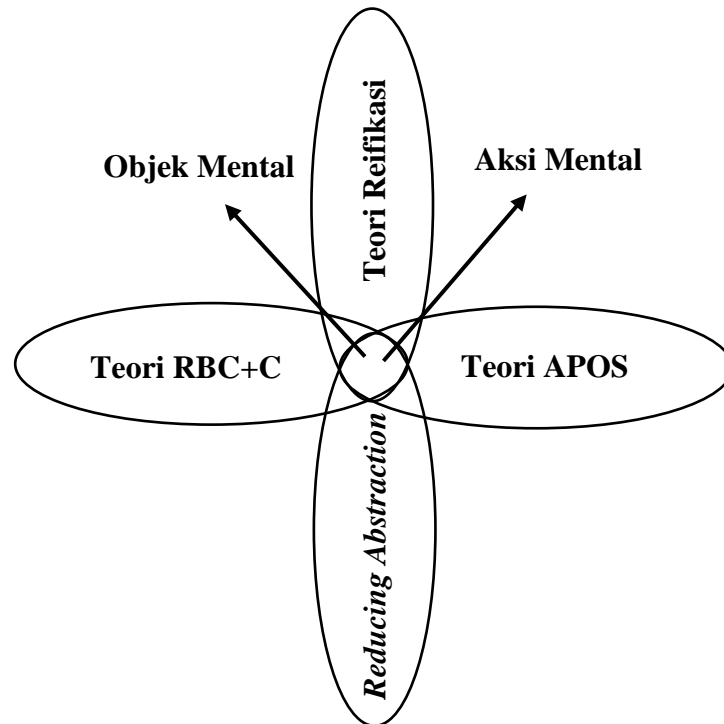 Teori Reifikasi
Objek Mental
Aksi Mental
Teori RBC+C
Teori APOS
Reducing Abstraction